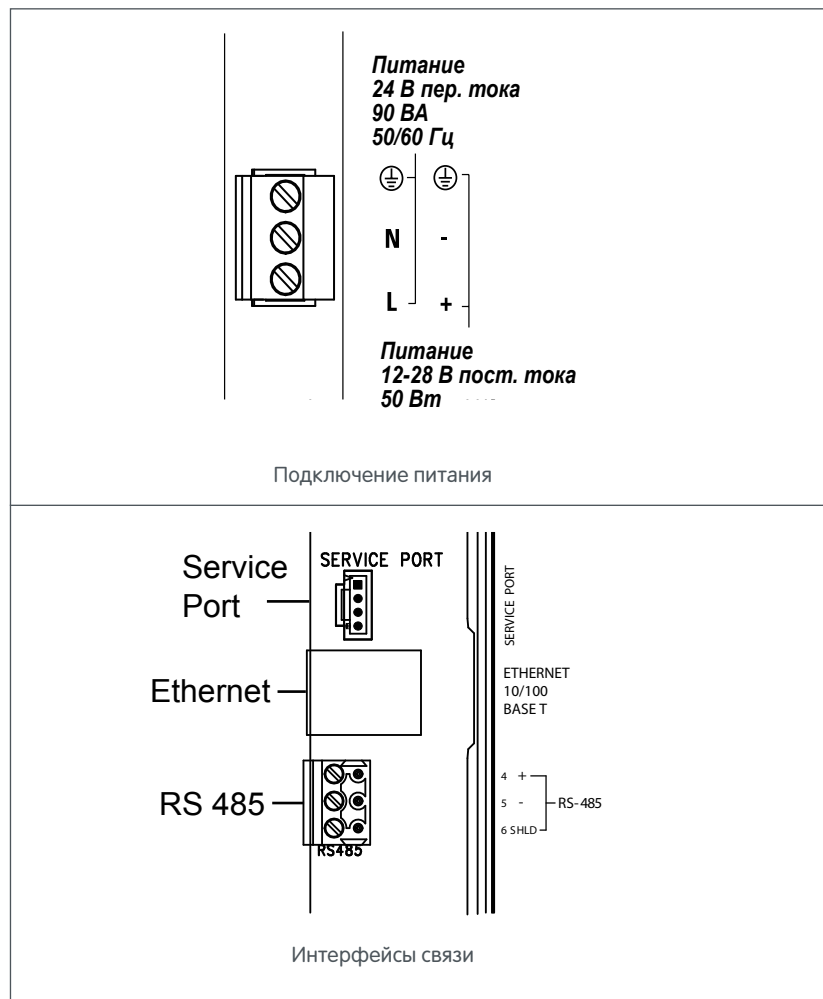 Питание
24 В пер. тока
90 ВА
50/60 Гц
N -
L +
Питание
12-28 В пост. тока
50 Вт
Подключение питания
Service
Port
SERVICE PORT
SERVICE PORT
Ethernet
ETHERNET
10/100
BASE T
RS 485
RS485
4 +
5 -
6 SHLD
RS-485
Интерфейсы связи